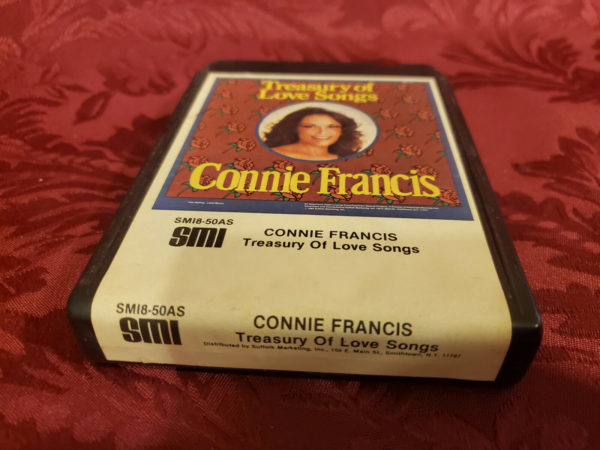 Treasury of
Love Songs
Connie Francis
SMI8-50AS
smi
CONNIE FRANCIS
Treasury Of Love Songs
SMI8-50AS
smi
CONNIE FRANCIS
Treasury Of Love Songs
Distributed by Suffolk Marketing, Inc., 159 E. Main St., Smithtown, N.Y. 11787